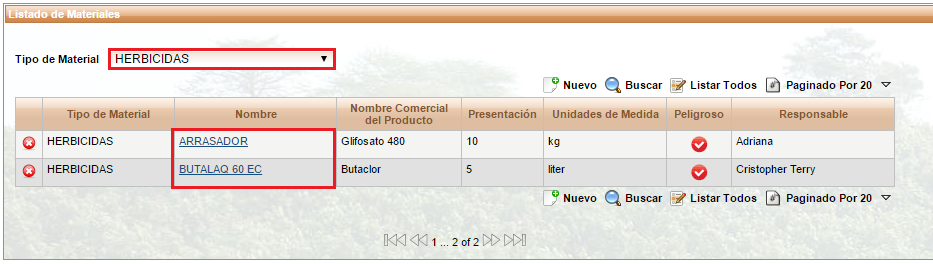 Listado de Materiales
Tipo de Material HERBICIDAS
Nuevo Buscar Listar Todos # Paginado Por 20
Tipo de Material Nombre Nombre Comercial del Producto Presentación Unidades de Medida Peligroso Responsable
HERBICIDAS ARRASADOR Glifosato 480 10 kg Adriana
HERBICIDAS BUTALAQ 60 EC Butaclor 5 liter Cristopher Terry
Nuevo Buscar Listar Todos # Paginado Por 20
1 ... 2 of 2